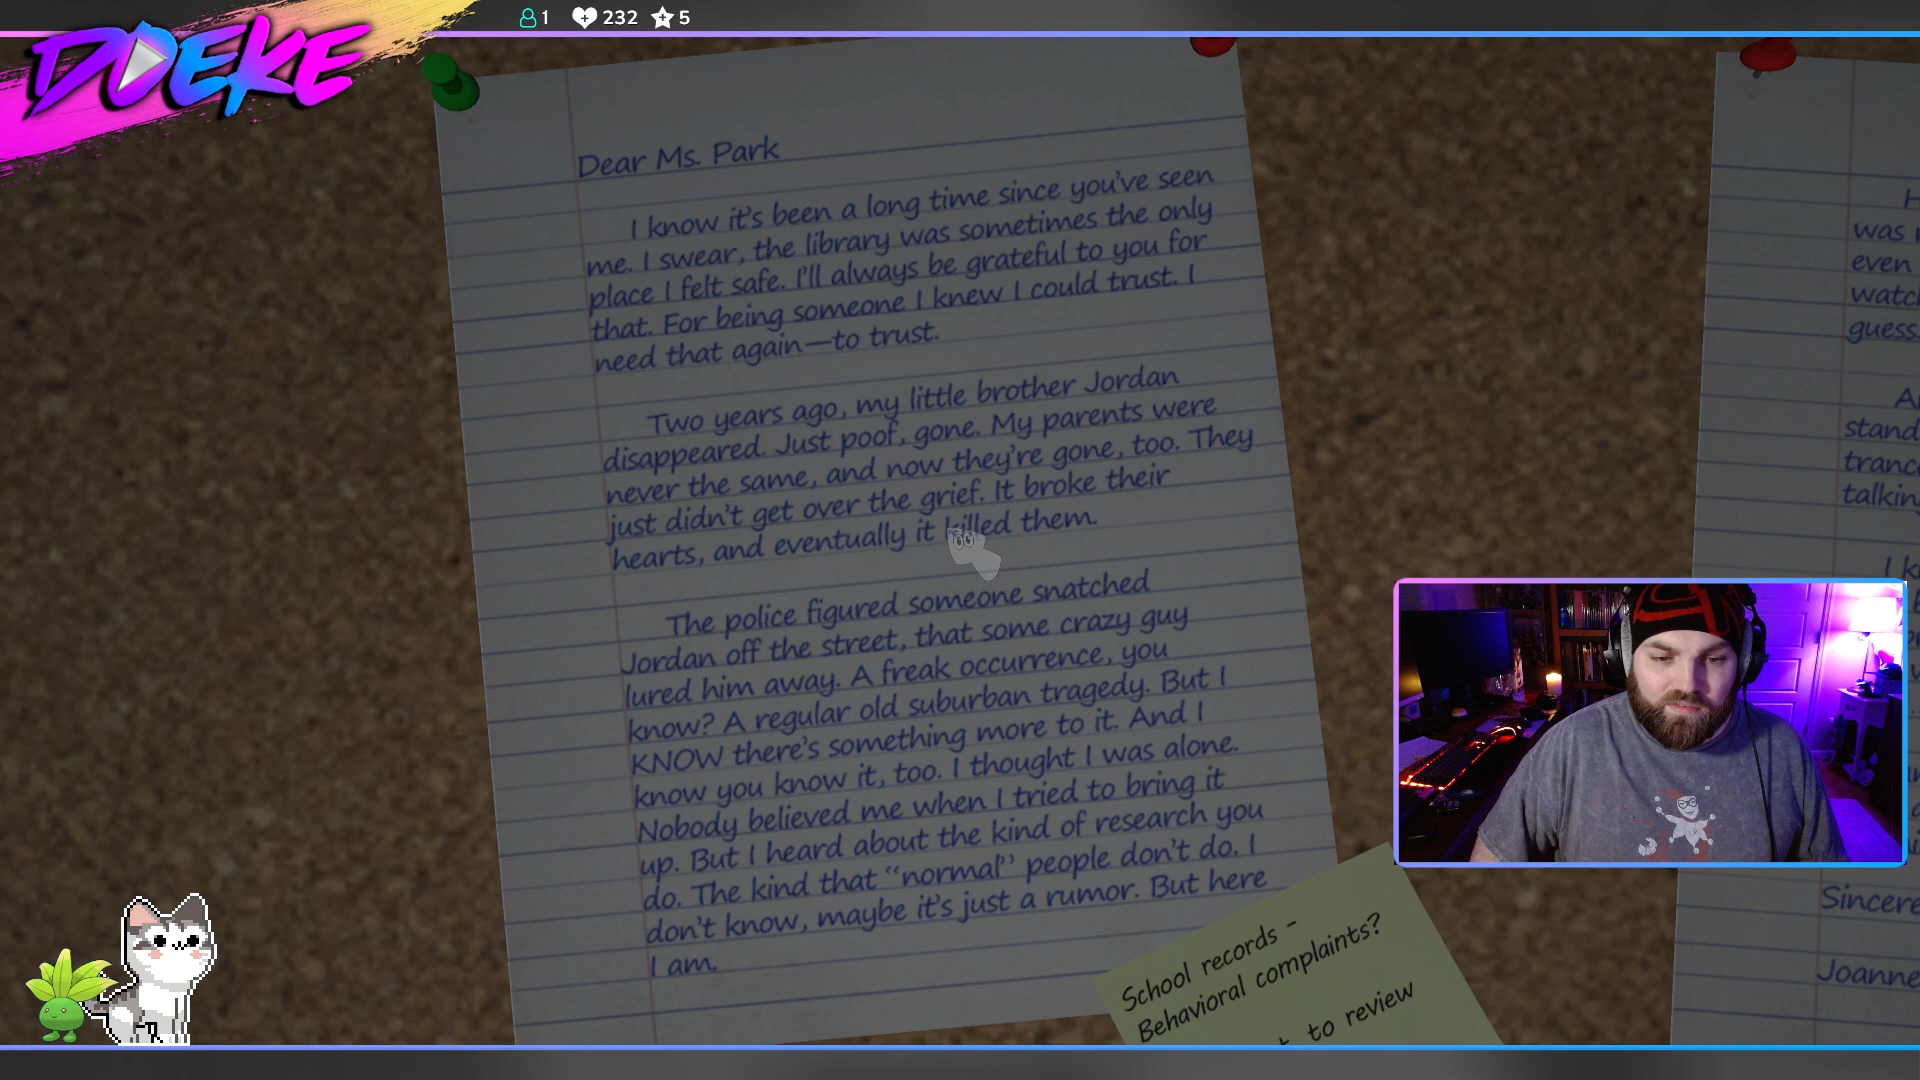 DOEKE
1 232 5
Dear Ms. Park
I know it's been a long time since you've seen
me. I swear, the library was sometimes the only
place I felt safe. I'll always be grateful to you for
that. For being someone I knew I could trust. I
need that again—to trust.
Two years ago, my little brother Jordan
disappeared. Just poof, gone. My parents were
never the same, and now they're gone, too. They
just didn't get over the grief. It broke their
hearts, and eventually it killed them.
The police figured someone snatched
Jordan off the street, that some crazy guy
lured him away. A freak occurrence, you
know? A regular old suburban tragedy. But I
KNOW there's something more to it. And I
know you know it, too. I thought I was alone.
Nobody believed me when I tried to bring it
up. But I heard about the kind of research you
do. The kind that "normal" people don't do. I
don't know, maybe it's just a rumor. But here
I am.
School records -
Behavioral complaints?
to review
was
even
watch
guess.
stand
talking
Sincere
Joanne